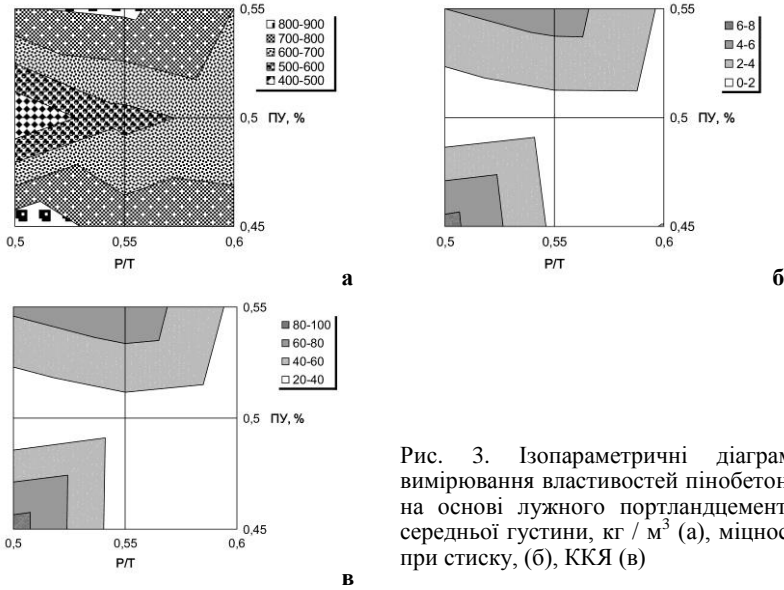 0,55
800-900
700-800
600-700
500-600
400-500
0,5 ПУ, %
0,45
0,5 0,55 0,6
Р/Т
а
0,55
6-8
4-6
2-4
0-2
0,5 ПУ, %
0,45
0,5 0,55 0,6
Р/Т
б
0,55
80-100
60-80
40-60
20-40
0,5 ПУ, %
0,45
0,5 0,55 0,6
Р/Т
в
Рис. 3. Ізопараметричні діаграм
вимірювання властивостей пінобетон
на основі лужного портландцемент
середньої густини, кг / м³ (а), міцнос
при стиску, (б), ККЯ (в)